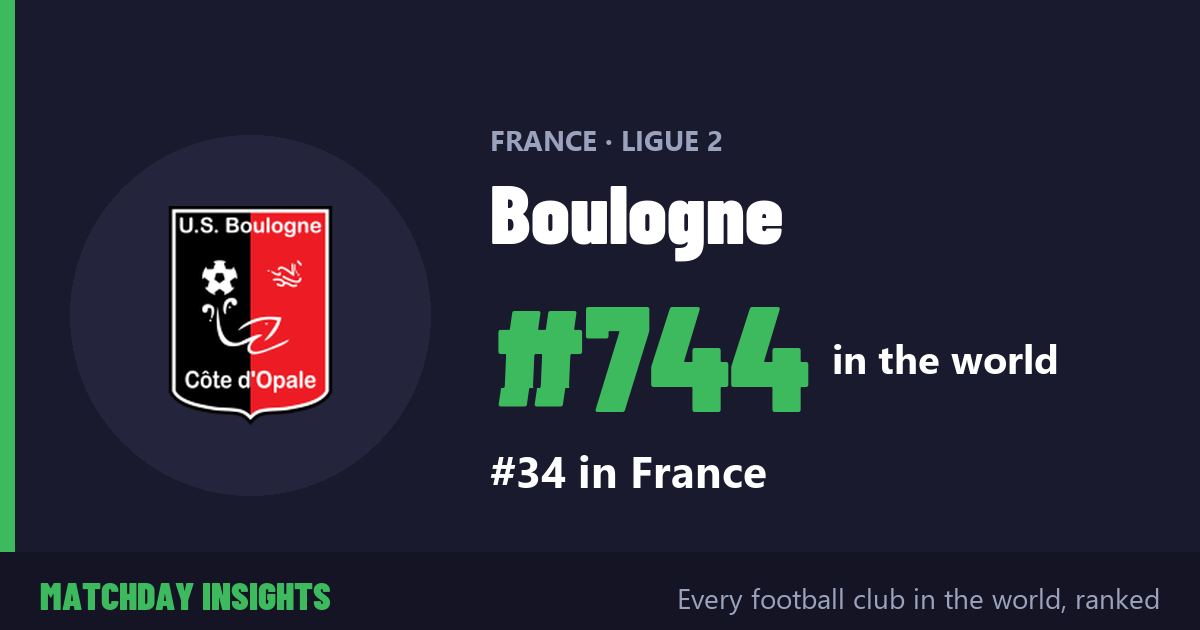 U.S. Boulogne
Côte d'Opale
FRANCE · LIGUE 2
Boulogne
#744 in the world
#34 in France
MATCHDAY INSIGHTS
Every football club in the world, ranked